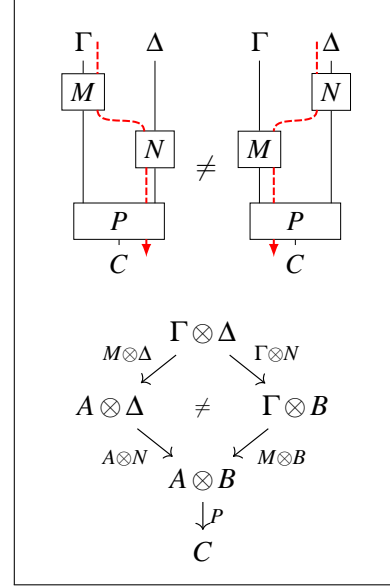 Γ Δ Γ Δ
M N
N ≠ M
P P
C C
Γ ⊗ Δ
M⊗Δ Γ⊗N
A ⊗ Δ ≠ Γ ⊗ B
A⊗N M⊗B
A ⊗ B
P
C